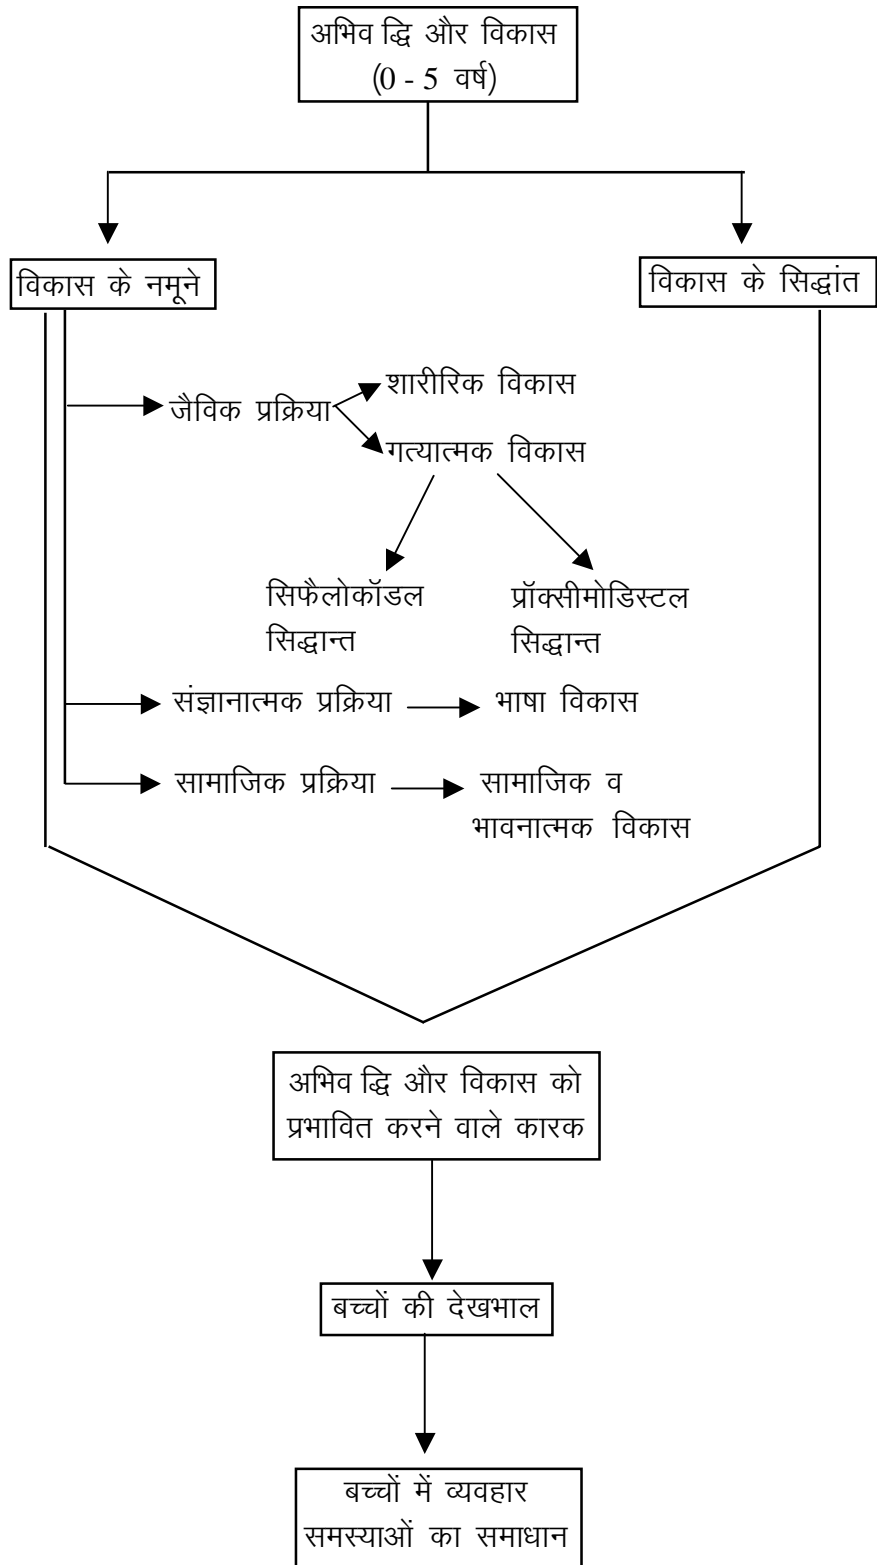 अभिव द्धि और विकास
(0 - 5 वर्ष)
विकास के नमूने
विकास के सिद्धांत
जैविक प्रक्रिया
शारीरिक विकास
गत्यात्मक विकास
सिफैलोकॉडल
सिद्धान्त
प्रॉक्सीमोडिस्टल
सिद्धान्त
संज्ञानात्मक प्रक्रिया
भाषा विकास
सामाजिक प्रक्रिया
सामाजिक व
भावनात्मक विकास
अभिव द्धि और विकास को
प्रभावित करने वाले कारक
बच्चों की देखभाल
बच्चों में व्यवहार
समस्याओं का समाधान